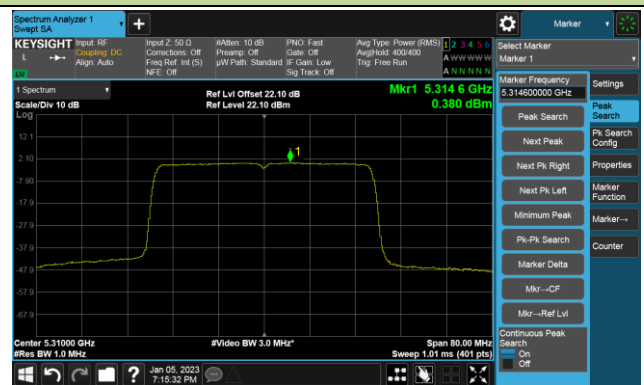 Spectrum Analyzer 1
Swept SA
Marker
KEYSIGHT
L
Input: RF
Coupling: DC
Align: Auto
Input Z: 50 Ω
Corrections: Off
Freq Ref: Int (S)
NFE: Off
#Atten: 10 dB
Preamp: Off
µW Path: Standard
PNO: Fast
Gate: Off
IF Gain: Low
Sig Track: Off
Avg Type: Power (RMS)
Avg|Hold: 400/400
Trig: Free Run
1 2 3 4 5 6
A W W W W W
A N N N N N
Select Marker
Marker 1
1 Spectrum
Scale/Div 10 dB
Log
Ref Lvl Offset 22.10 dB
Ref Level 22.10 dBm
Mkr1 5.314 6 GHz
0.380 dBm
12.1
2.10
-7.90
-17.9
-27.9
-37.9
-47.9
-57.9
-67.9
1
Center 5.31000 GHz
#Res BW 1.0 MHz
#Video BW 3.0 MHz*
Span 80.00 MHz
Sweep 1.01 ms (401 pts)
Marker Frequency
5.314600000 GHz
Peak Search
Next Peak
Next Pk Right
Next Pk Left
Minimum Peak
Pk-Pk Search
Marker Delta
Mkr→CF
Mkr→Ref Lvl
Continuous Peak
Search
On
Off
Settings
Peak
Search
Pk Search
Config
Properties
Marker
Function
Marker→
Counter
Jan 05, 2023
7:15:32 PM